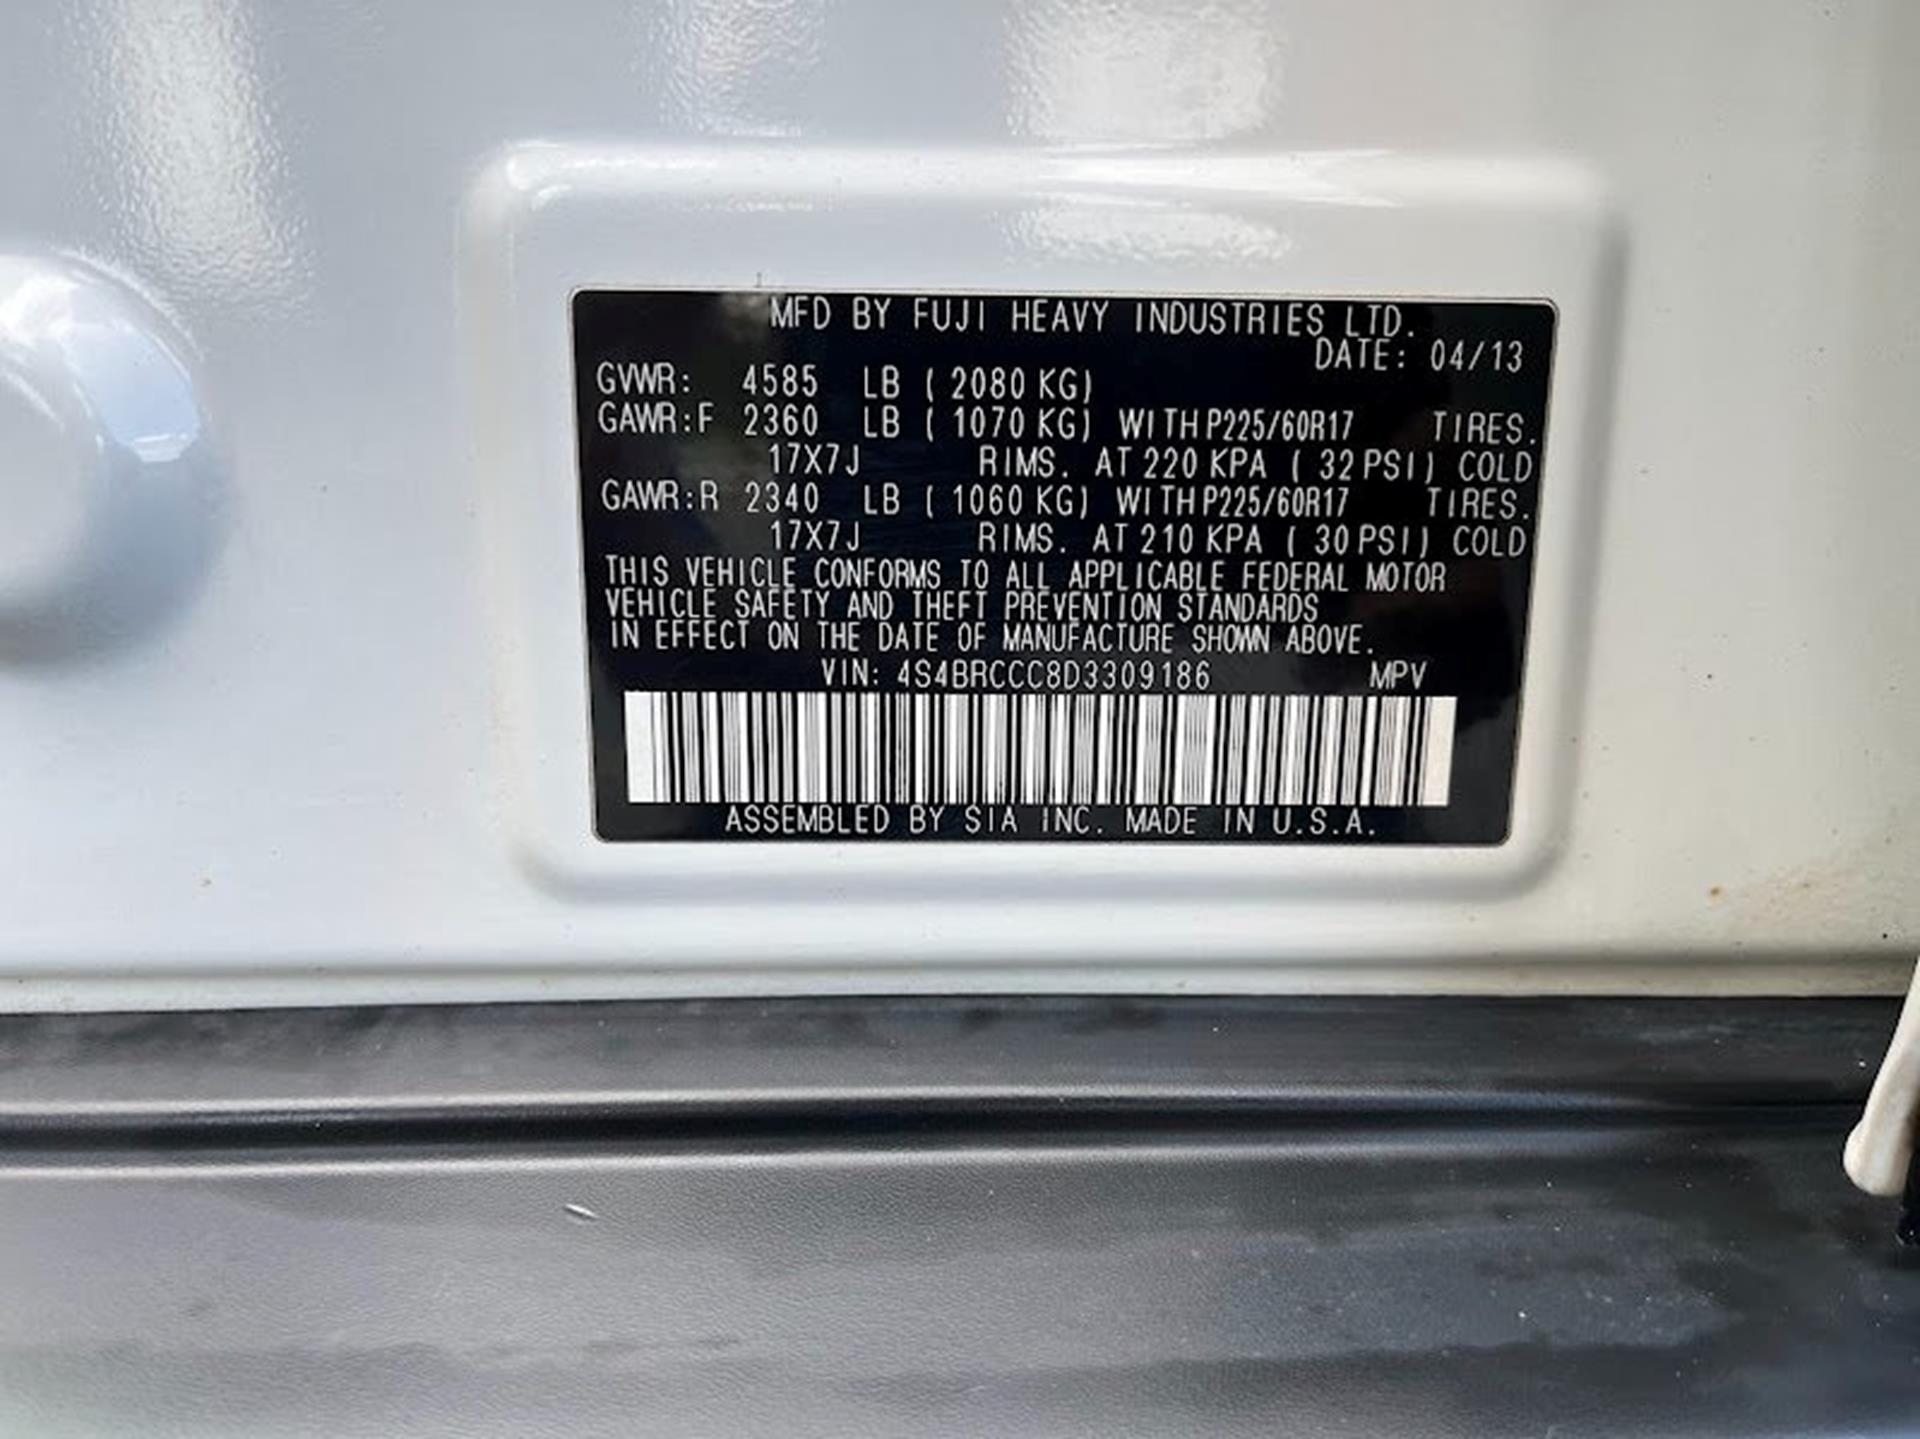 MFD BY FUJI HEAVY INDUSTRIES LTD.
DATE: 04/13
GVWR: 4585 LB ( 2080 KG)
GAWR:F 2360 LB ( 1070 KG) WITH P225/60R17 TIRES.
17X7J RIMS. AT 220 KPA ( 32 PSI) COLD
GAWR:R 2340 LB ( 1060 KG) WITH P225/60R17 TIRES.
17X7J RIMS. AT 210 KPA ( 30 PSI) COLD
THIS VEHICLE CONFORMS TO ALL APPLICABLE FEDERAL MOTOR
VEHICLE SAFETY AND THEFT PREVENTION STANDARDS
IN EFFECT ON THE DATE OF MANUFACTURE SHOWN ABOVE.
VIN: 4S4BRCCC8D3309186 MPV
ASSEMBLED BY SIA INC. MADE IN U.S.A.